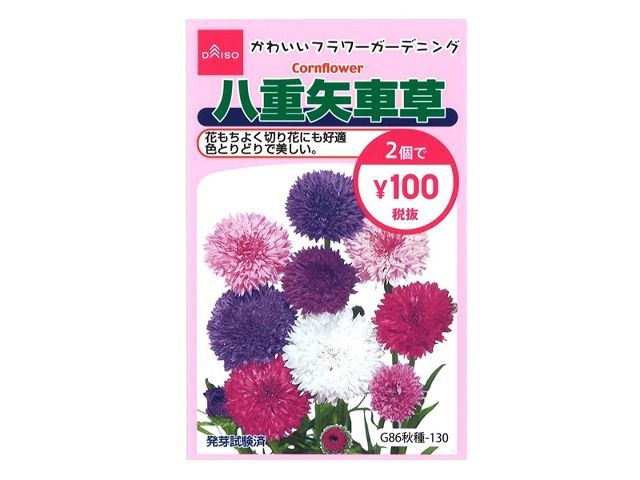 DAISO
かわいいフラワーガーデニング
Cornflower
八重矢車草
花もちよく切り花にも好適
色とりどりで美しい。
2個で
¥100
税抜
発芽試験済
G86秋種-130